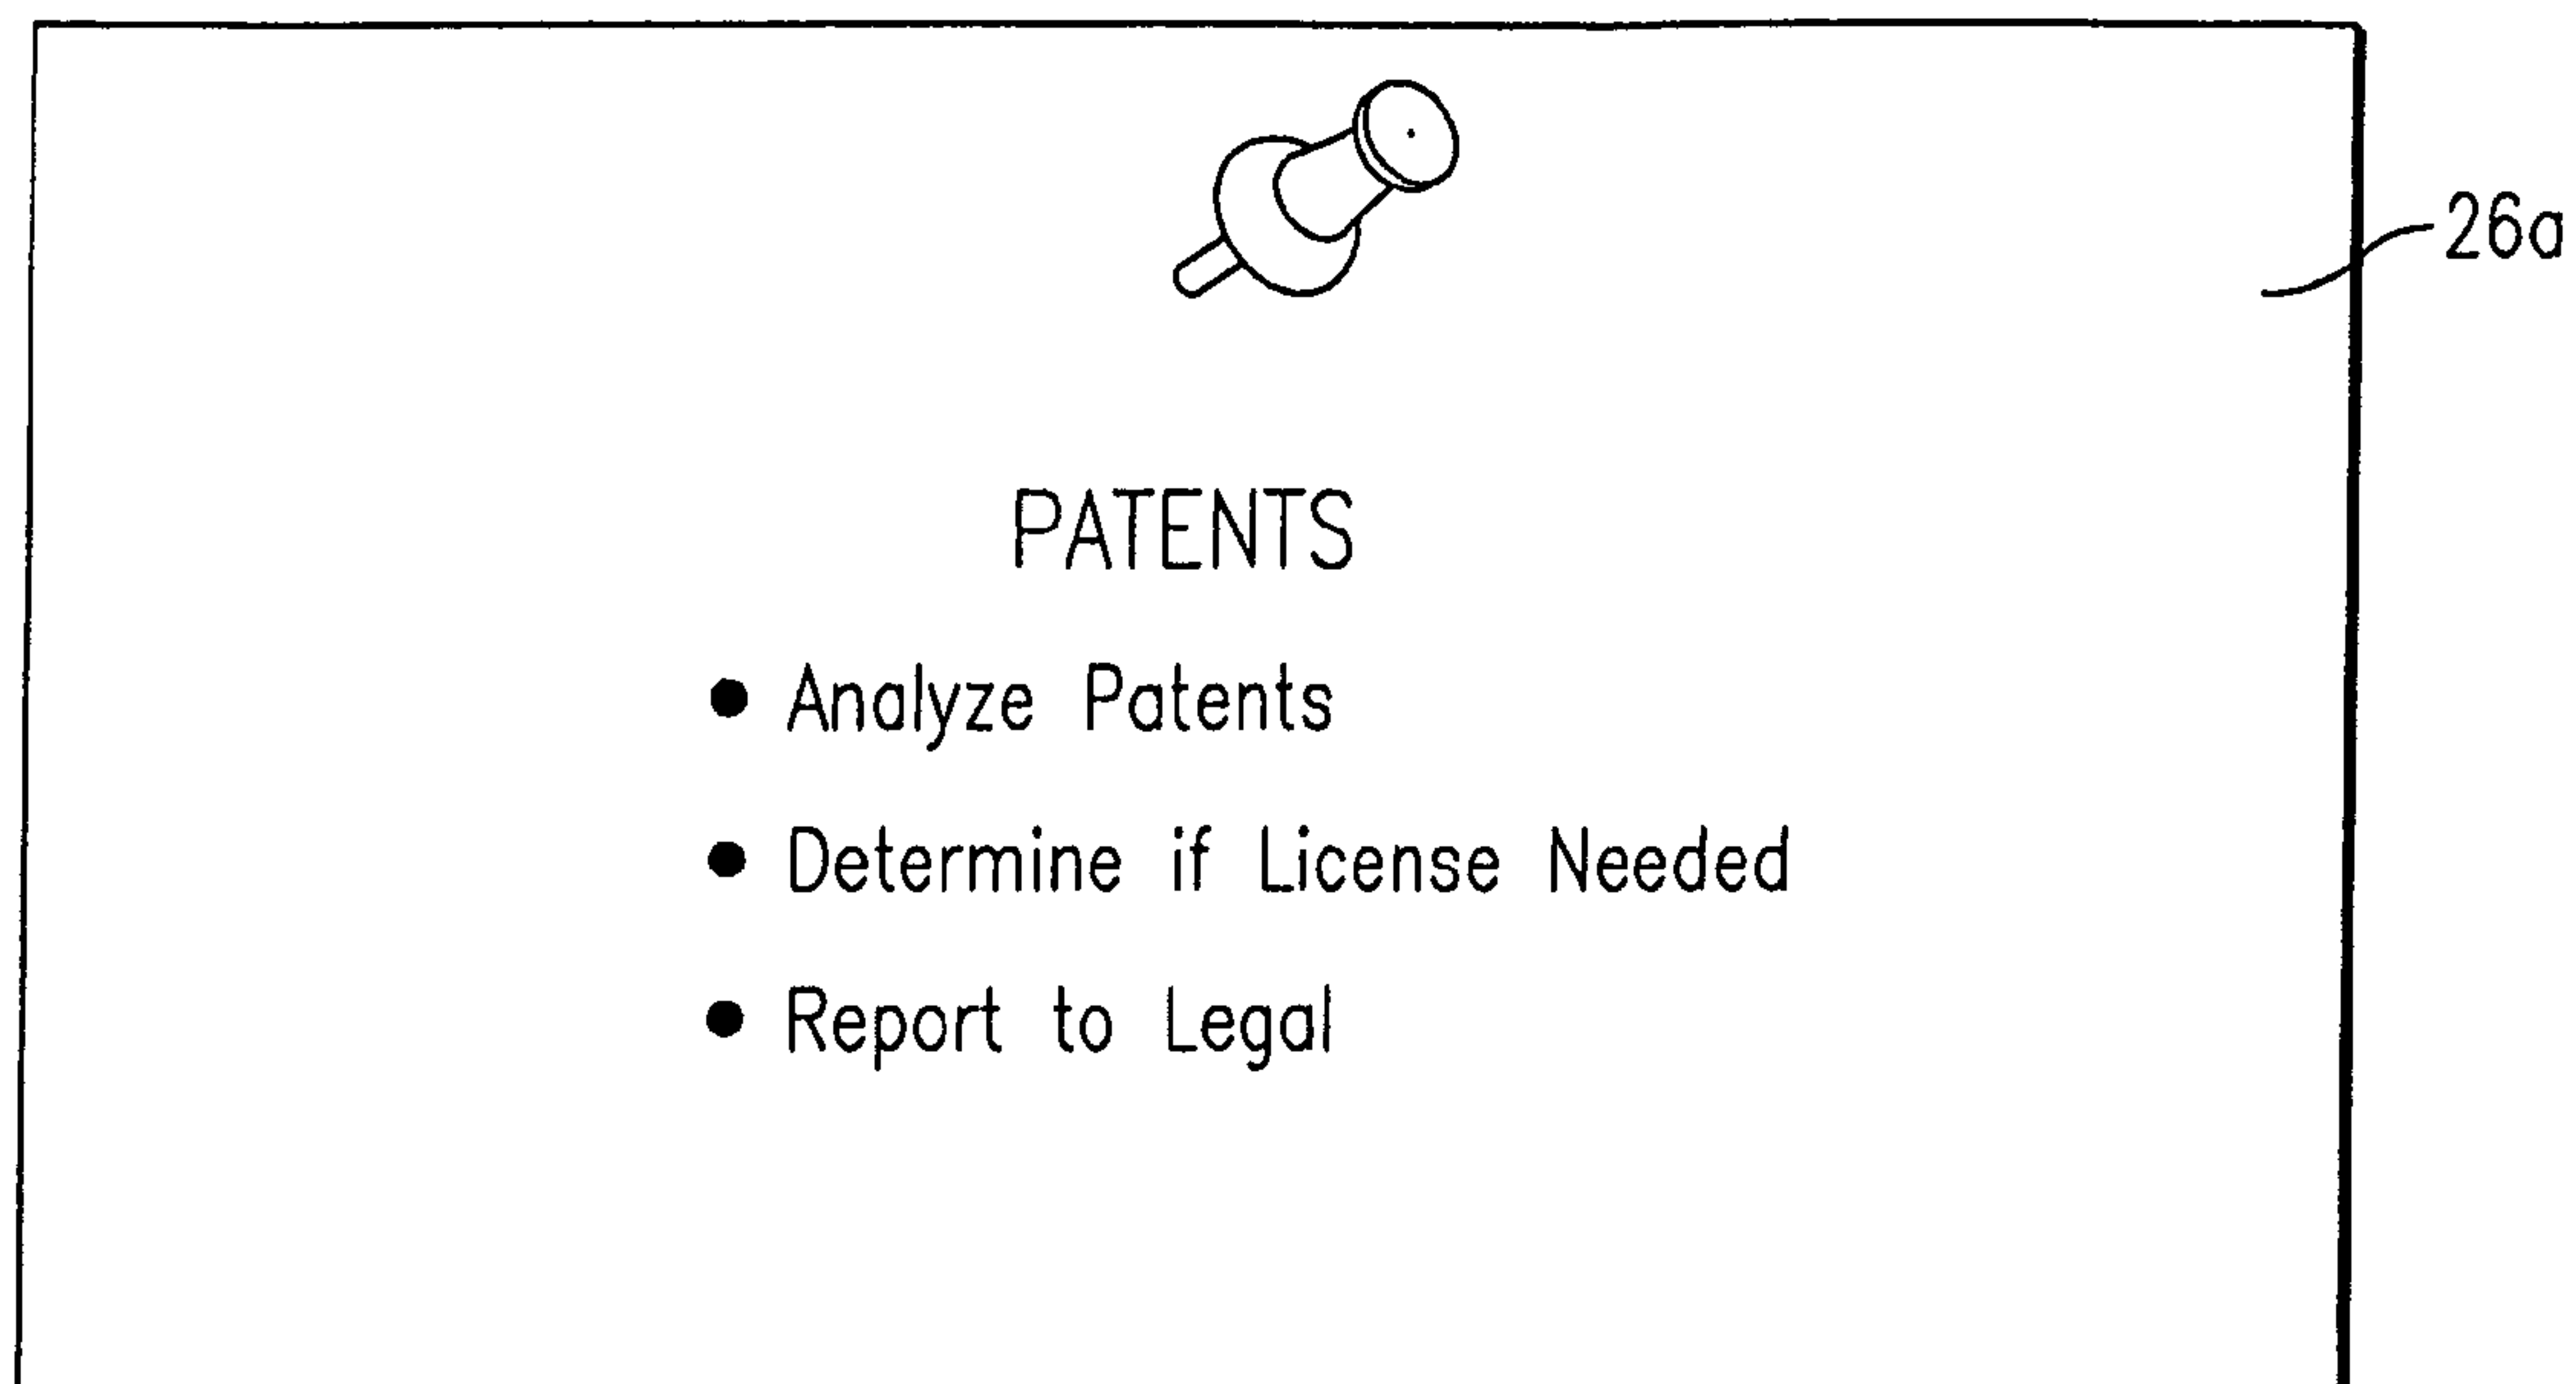 26a
PATENTS
● Analyze Patents
● Determine if License Needed
● Report to Legal